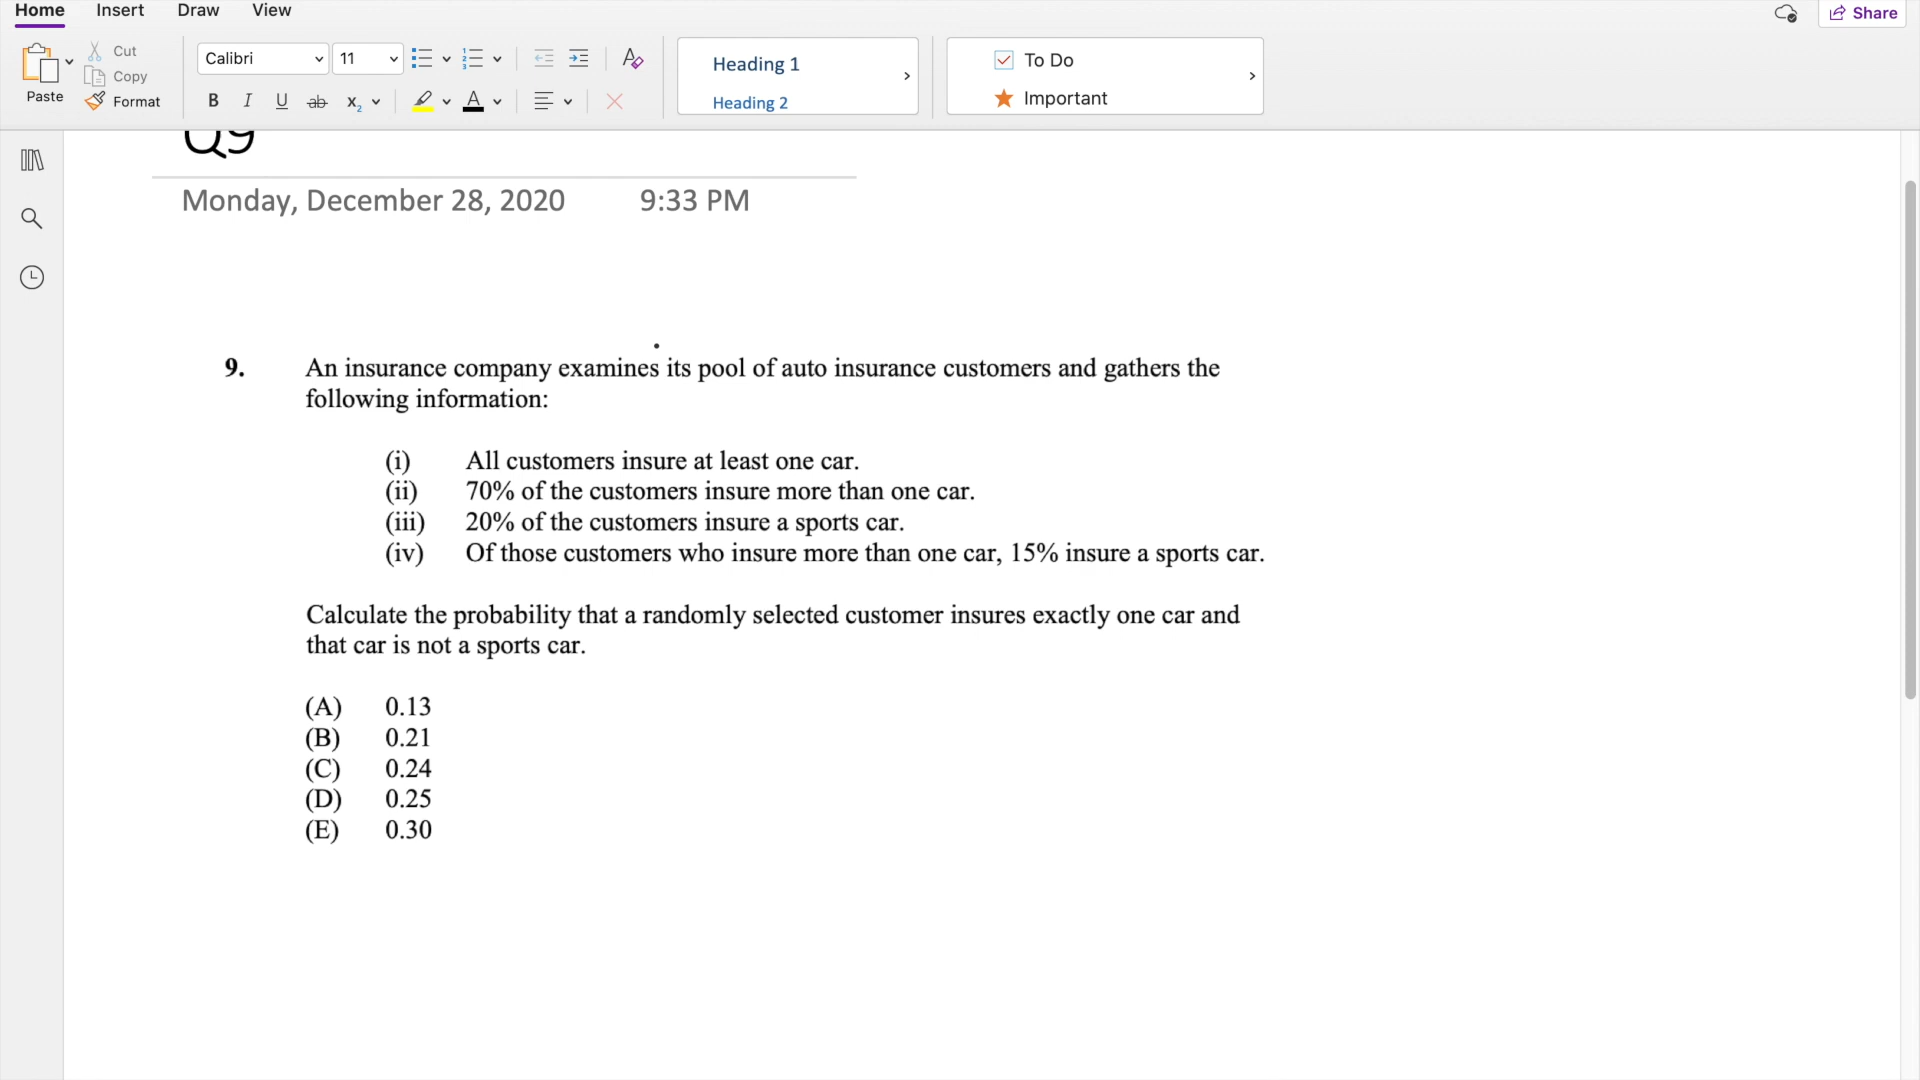 Home Insert Draw View Share
Paste Cut Copy Format
Calibri 11
B I U ab x₂ A
Heading 1
Heading 2
To Do
Important
Q9
Monday, December 28, 2020 9:33 PM
9. An insurance company examines its pool of auto insurance customers and gathers the
following information:
(i) All customers insure at least one car.
(ii) 70% of the customers insure more than one car.
(iii) 20% of the customers insure a sports car.
(iv) Of those customers who insure more than one car, 15% insure a sports car.
Calculate the probability that a randomly selected customer insures exactly one car and
that car is not a sports car.
(A) 0.13
(B) 0.21
(C) 0.24
(D) 0.25
(E) 0.30